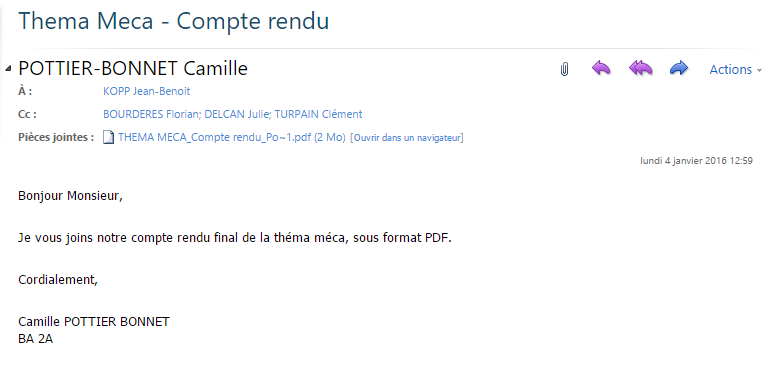 Thema Meca - Compte rendu
POTTIER-BONNET Camille
Actions
À : KOPP Jean-Benoit
Cc : BOURDERES Florian; DELCAN Julie; TURPAIN Clément
Pièces jointes : THEMA MECA_Compte rendu_Po~1.pdf (2 Mo) [Ouvrir dans un navigateur]
lundi 4 janvier 2016 12:59
Bonjour Monsieur,
Je vous joins notre compte rendu final de la théma méca, sous format PDF.
Cordialement,
Camille POTTIER BONNET
BA 2A